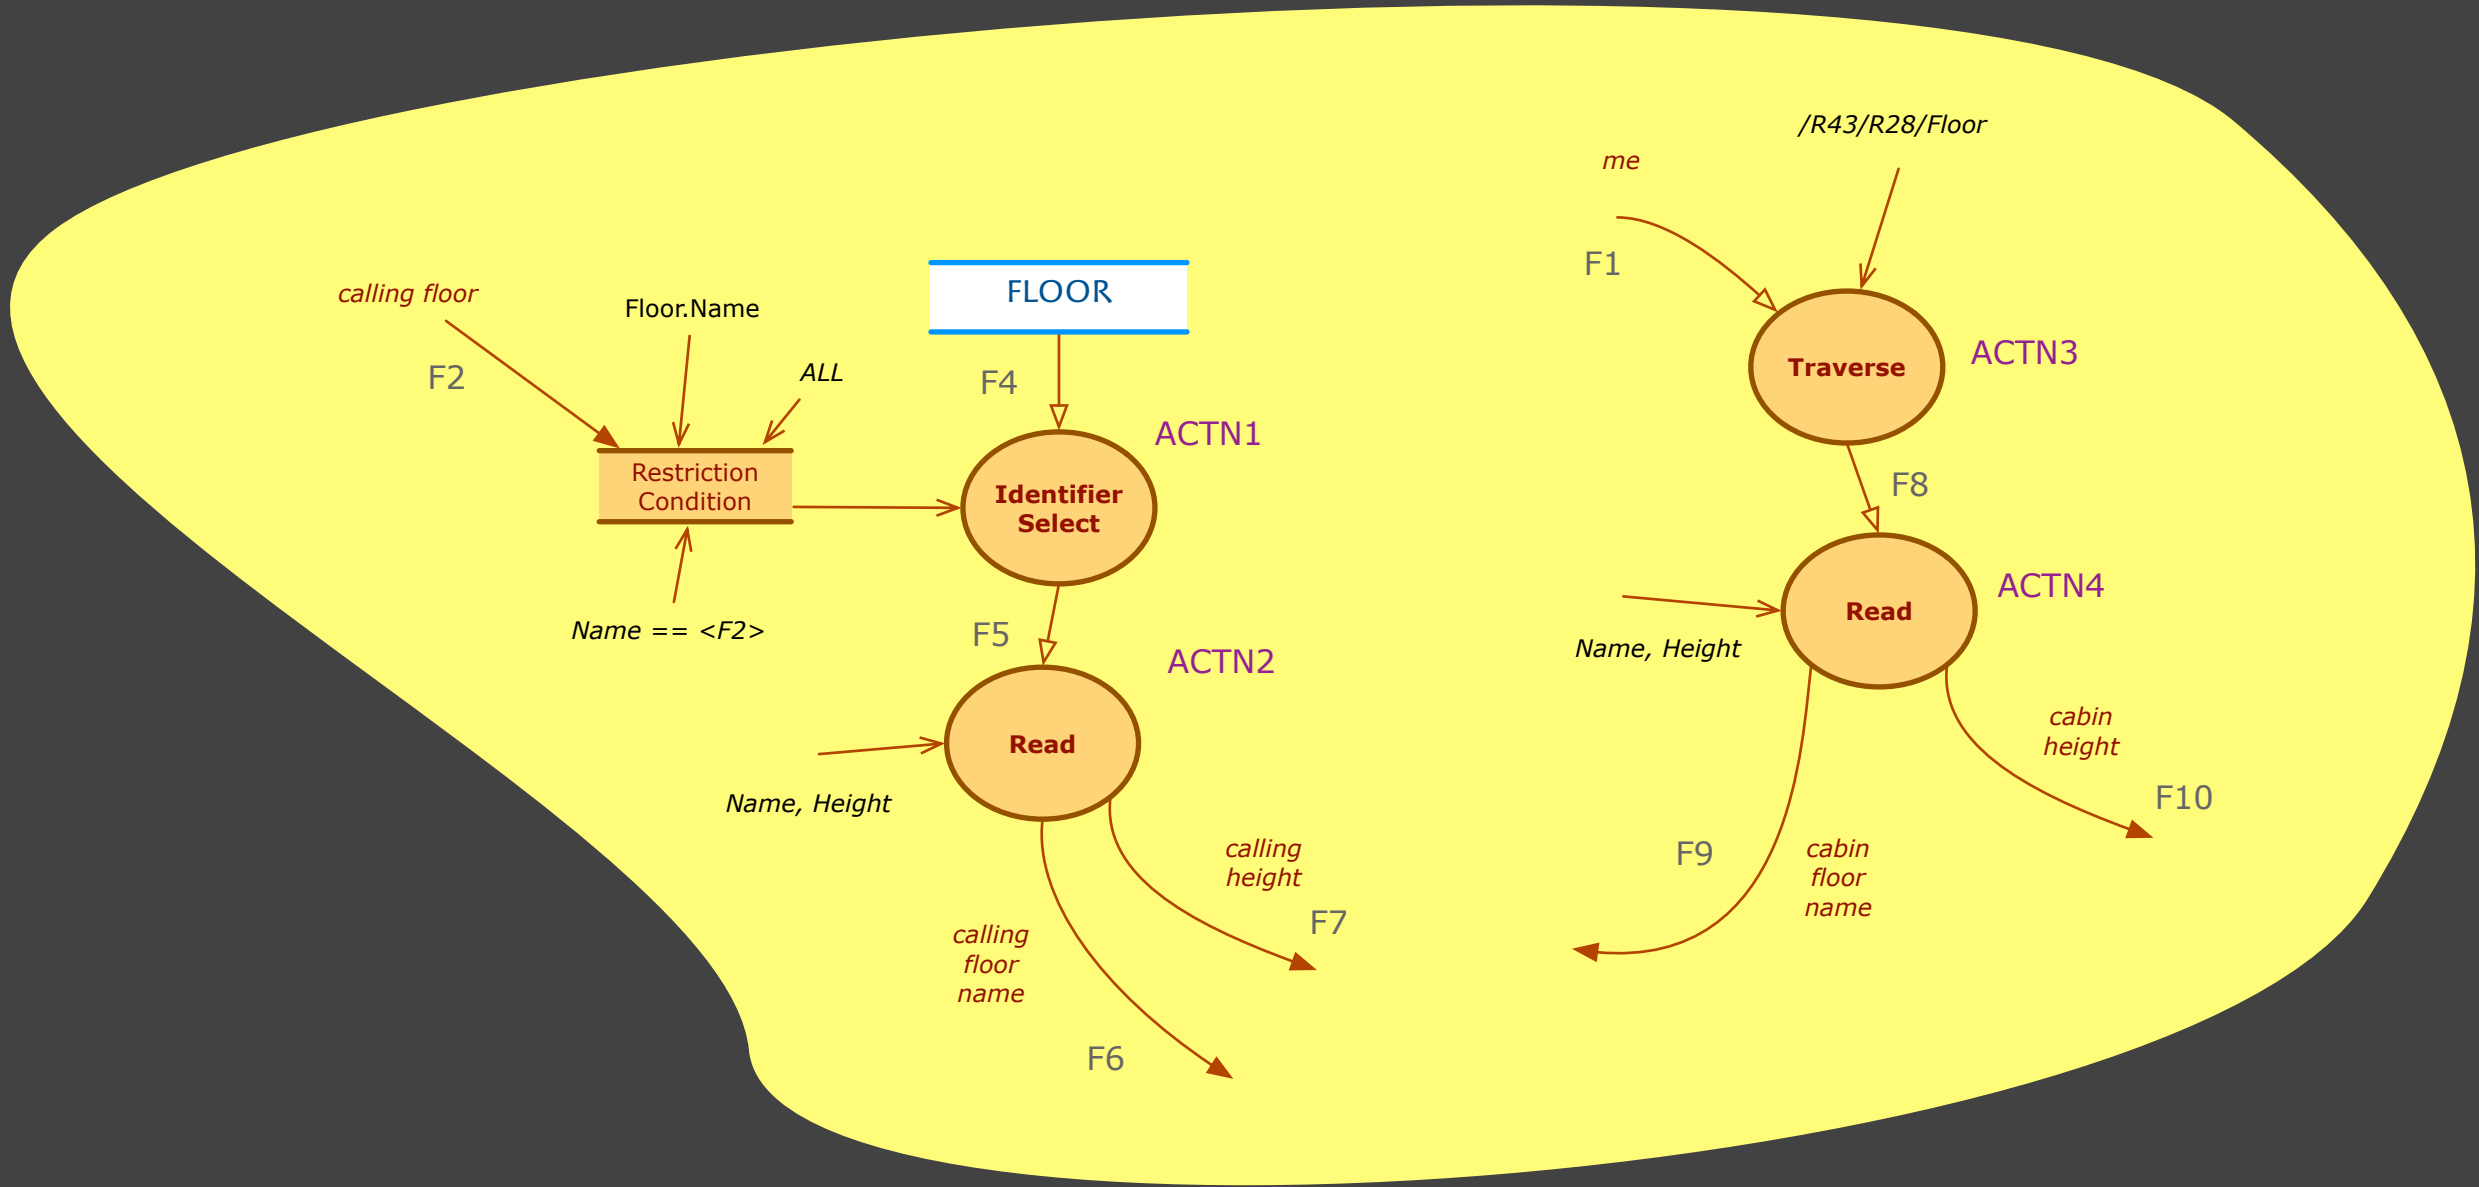 /R43/R28/Floor
me
F1
calling floor
Floor.Name
FLOOR
F2
ALL
F4
Traverse
ACTN3
ACTN1
Restriction
Condition
Identifier
Select
F8
Name == <F2>
F5
ACTN2
Name, Height
Read
ACTN4
Read
Name, Height
cabin
height
F10
calling
height
F7
F9
cabin
floor
name
calling
floor
name
F6